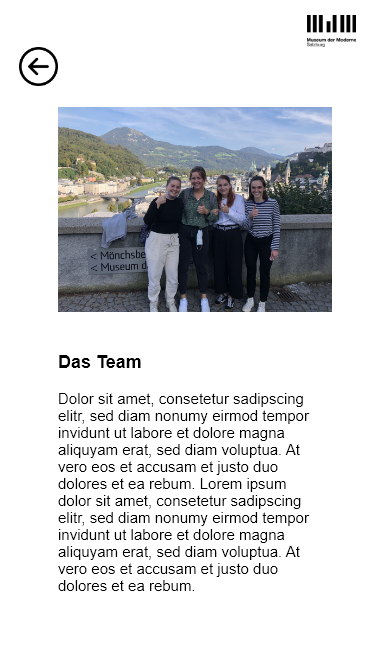 Museum der Moderne
Salzburg
< Mönchsbe
< Museum d
Das Team
Dolor sit amet, consetetur sadipscing
elitr, sed diam nonumy eirmod tempor
invidunt ut labore et dolore magna
aliquyam erat, sed diam voluptua. At
vero eos et accusam et justo duo
dolores et ea rebum. Lorem ipsum
dolor sit amet, consetetur sadipscing
elitr, sed diam nonumy eirmod tempor
invidunt ut labore et dolore magna
aliquyam erat, sed diam voluptua. At
vero eos et accusam et justo duo
dolores et ea rebum.